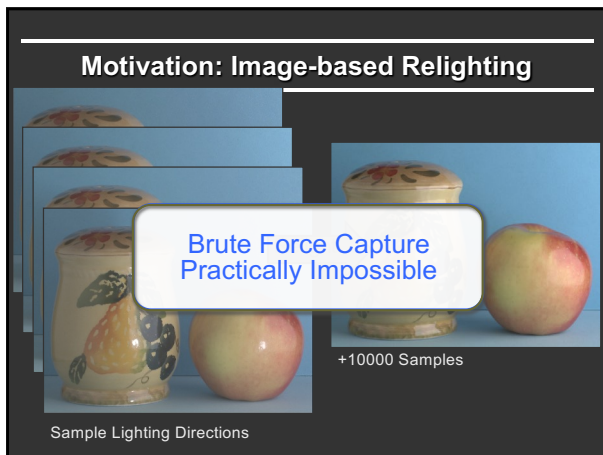 Motivation: Image-based Relighting
Brute Force Capture
Practically Impossible
+10000 Samples
Sample Lighting Directions